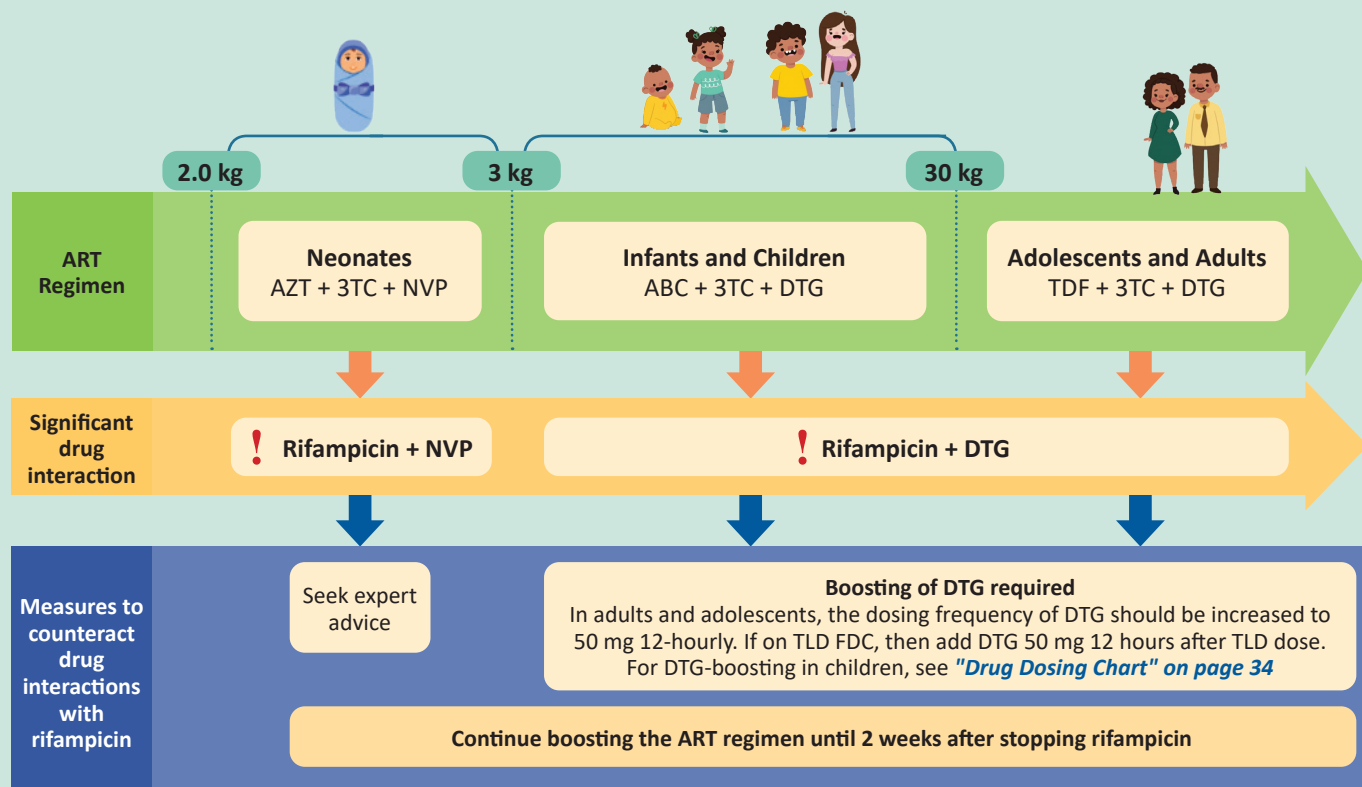 2.0 kg
3 kg
30 kg
ART
Regimen
Neonates
AZT + 3TC + NVP
Infants and Children
ABC + 3TC + DTG
Adolescents and Adults
TDF + 3TC + DTG
Significant
drug
interaction
! Rifampicin + NVP
! Rifampicin + DTG
Measures to
counteract
drug
interactions
with
rifampicin
Seek expert
advice
Boosting of DTG required
In adults and adolescents, the dosing frequency of DTG should be increased to
50 mg 12-hourly. If on TLD FDC, then add DTG 50 mg 12 hours after TLD dose.
For DTG-boosting in children, see "Drug Dosing Chart" on page 34
Continue boosting the ART regimen until 2 weeks after stopping rifampicin